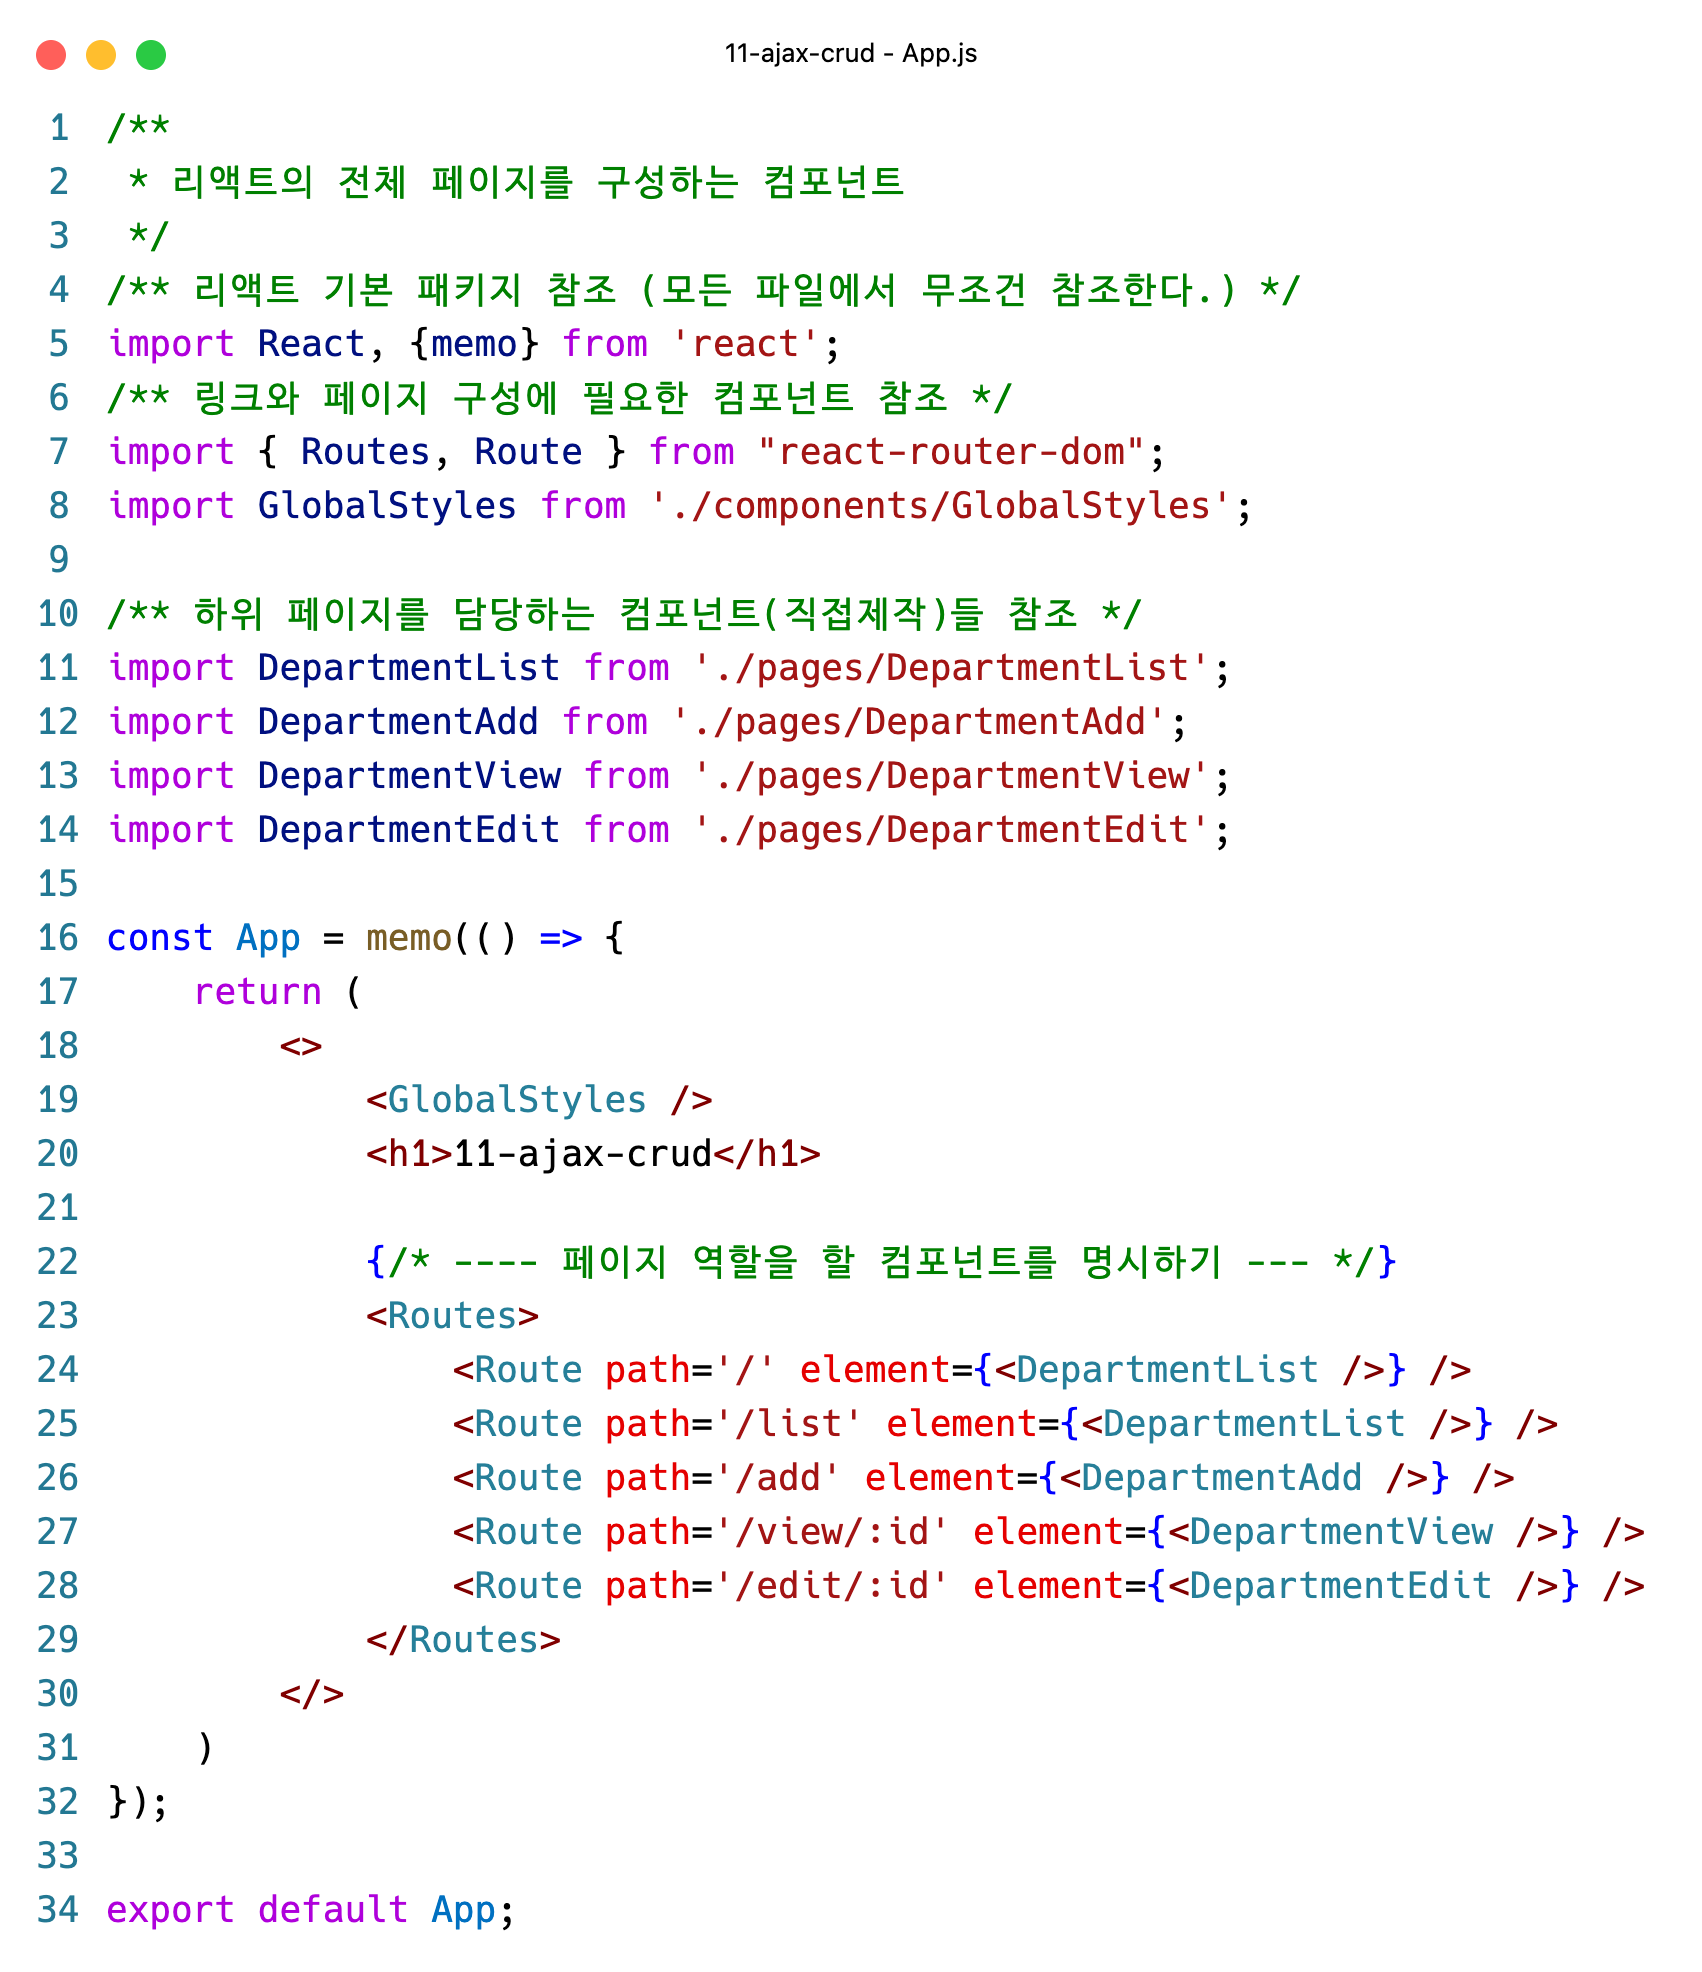 11-ajax-crud - App.js
1 /**
2  * 리액트의 전체 페이지를 구성하는 컴포넌트
3  */
4 /** 리액트 기본 패키지 참조 (모든 파일에서 무조건 참조한다.) */
5 import React, {memo} from 'react';
6 /** 링크와 페이지 구성에 필요한 컴포넌트 참조 */
7 import { Routes, Route } from "react-router-dom";
8 import GlobalStyles from './components/GlobalStyles';
9
10 /** 하위 페이지를 담당하는 컴포넌트(직접제작)들 참조 */
11 import DepartmentList from './pages/DepartmentList';
12 import DepartmentAdd from './pages/DepartmentAdd';
13 import DepartmentView from './pages/DepartmentView';
14 import DepartmentEdit from './pages/DepartmentEdit';
15
16 const App = memo(() => {
17     return (
18         <>
19             <GlobalStyles />
20             <h1>11-ajax-crud</h1>
21
22             {/* ---- 페이지 역할을 할 컴포넌트를 명시하기 --- */}
23             <Routes>
24                 <Route path='/' element={<DepartmentList />} />
25                 <Route path='/list' element={<DepartmentList />} />
26                 <Route path='/add' element={<DepartmentAdd />} />
27                 <Route path='/view/:id' element={<DepartmentView />} />
28                 <Route path='/edit/:id' element={<DepartmentEdit />} />
29             </Routes>
30         </>
31     )
32 });
33
34 export default App;